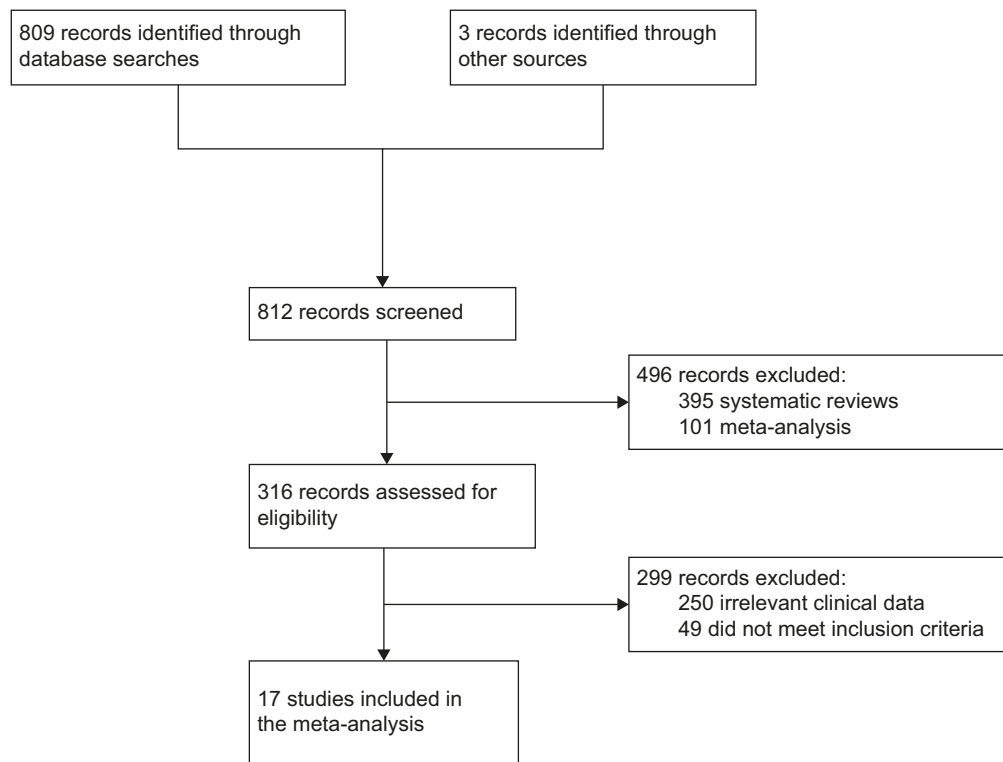 809 records identified through
database searches
3 records identified through
other sources
812 records screened
496 records excluded:
395 systematic reviews
101 meta-analysis
316 records assessed for
eligibility
299 records excluded:
250 irrelevant clinical data
49 did not meet inclusion criteria
17 studies included in
the meta-analysis